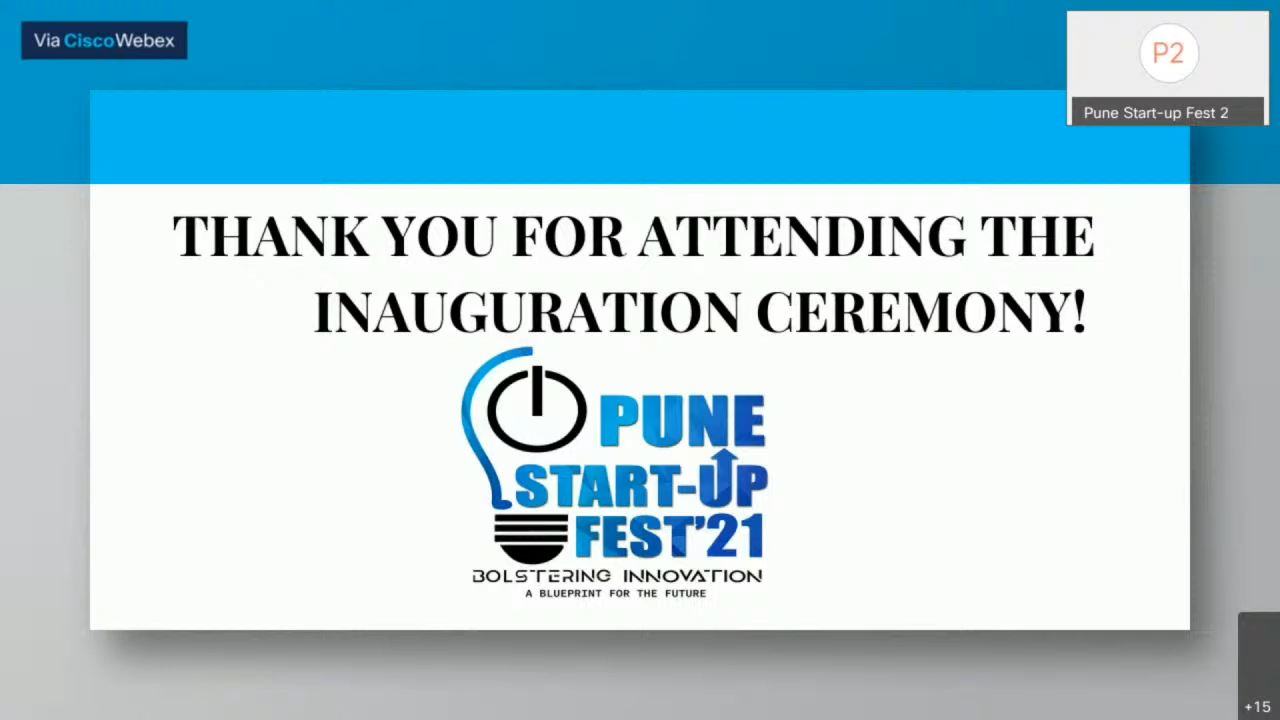 Via CiscoWebex
P2
Pune Start-up Fest 2
THANK YOU FOR ATTENDING THE
INAUGURATION CEREMONY!
PUNE
START-UP
FEST'21
BOLSTERING INNOVATION
A BLUEPRINT FOR THE FUTURE
+15